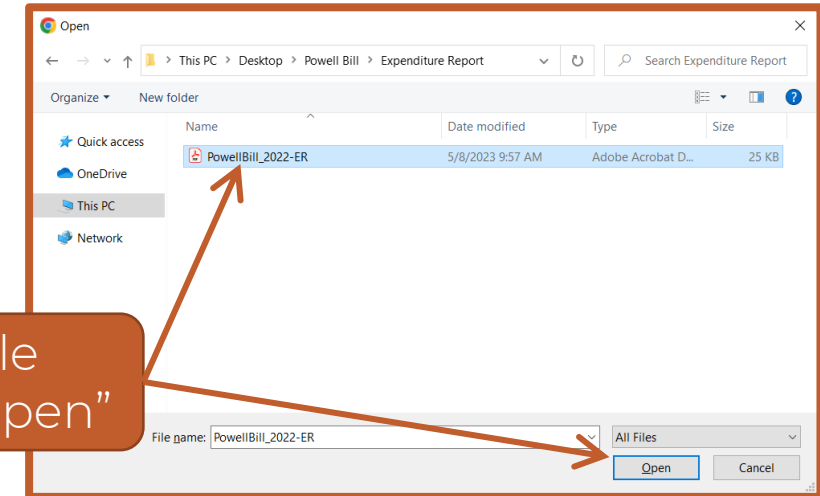 Open
This PC > Desktop > Powell Bill > Expenditure Report
Search Expenditure Report
Organize
New folder
Name Date modified Type Size
Quick access
PowellBill_2022-ER 5/8/2023 9:57 AM Adobe Acrobat D... 25 KB
OneDrive
This PC
Network
File name: PowellBill_2022-ER
All Files
Open Cancel